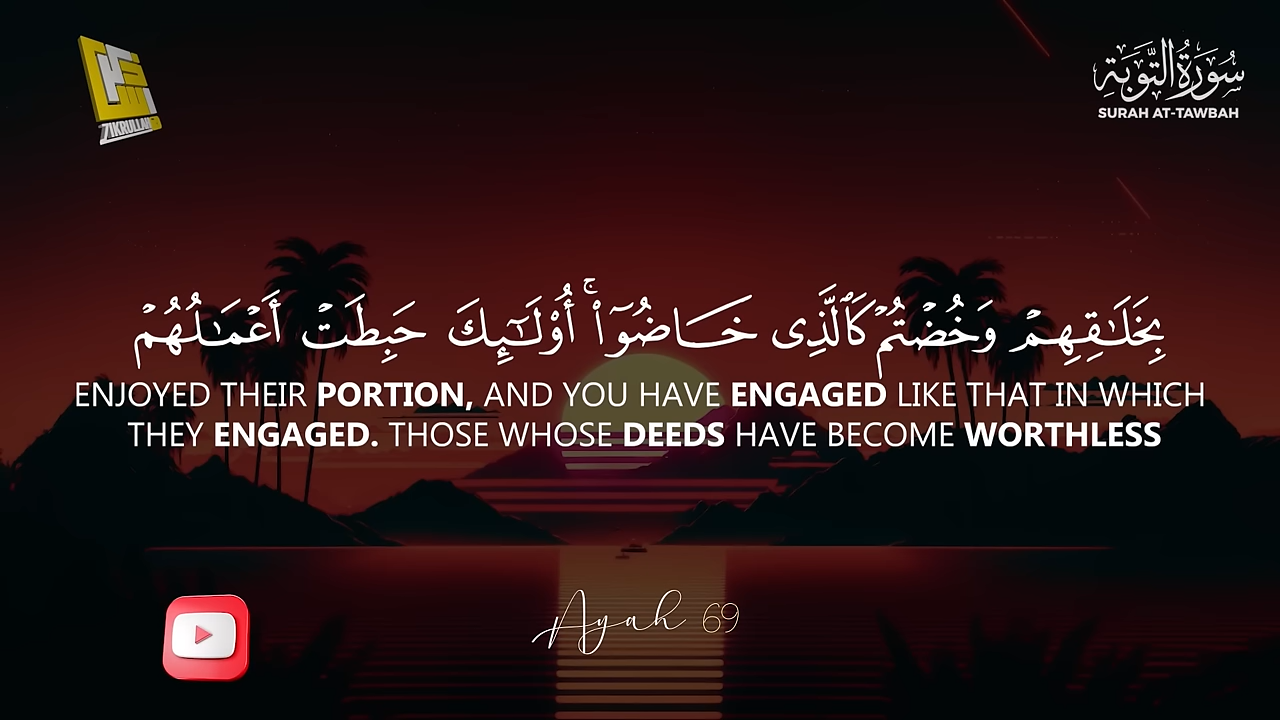 ZIKRULLAH
سُورَةُ التَّوْبَةِ
SURAH AT-TAWBAH
بِخَلَـٰقِهِمْ وَخُضْتُمْ كَٱلَّذِى خَاضُوٓا۟ ۚ أُو۟لَـٰٓئِكَ حَبِطَتْ أَعْمَـٰلُهُمْ
ENJOYED THEIR PORTION, AND YOU HAVE ENGAGED LIKE THAT IN WHICH
THEY ENGAGED. THOSE WHOSE DEEDS HAVE BECOME WORTHLESS
Ayah 69